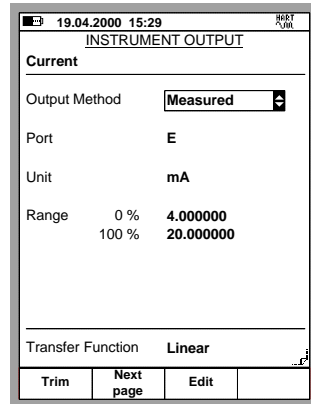 19.04.2000 15:29 HART
INSTRUMENT OUTPUT
Current
Output Method Measured
Port E
Unit mA
Range 0 % 4.000000
100 % 20.000000
Transfer Function Linear
Trim Next page Edit